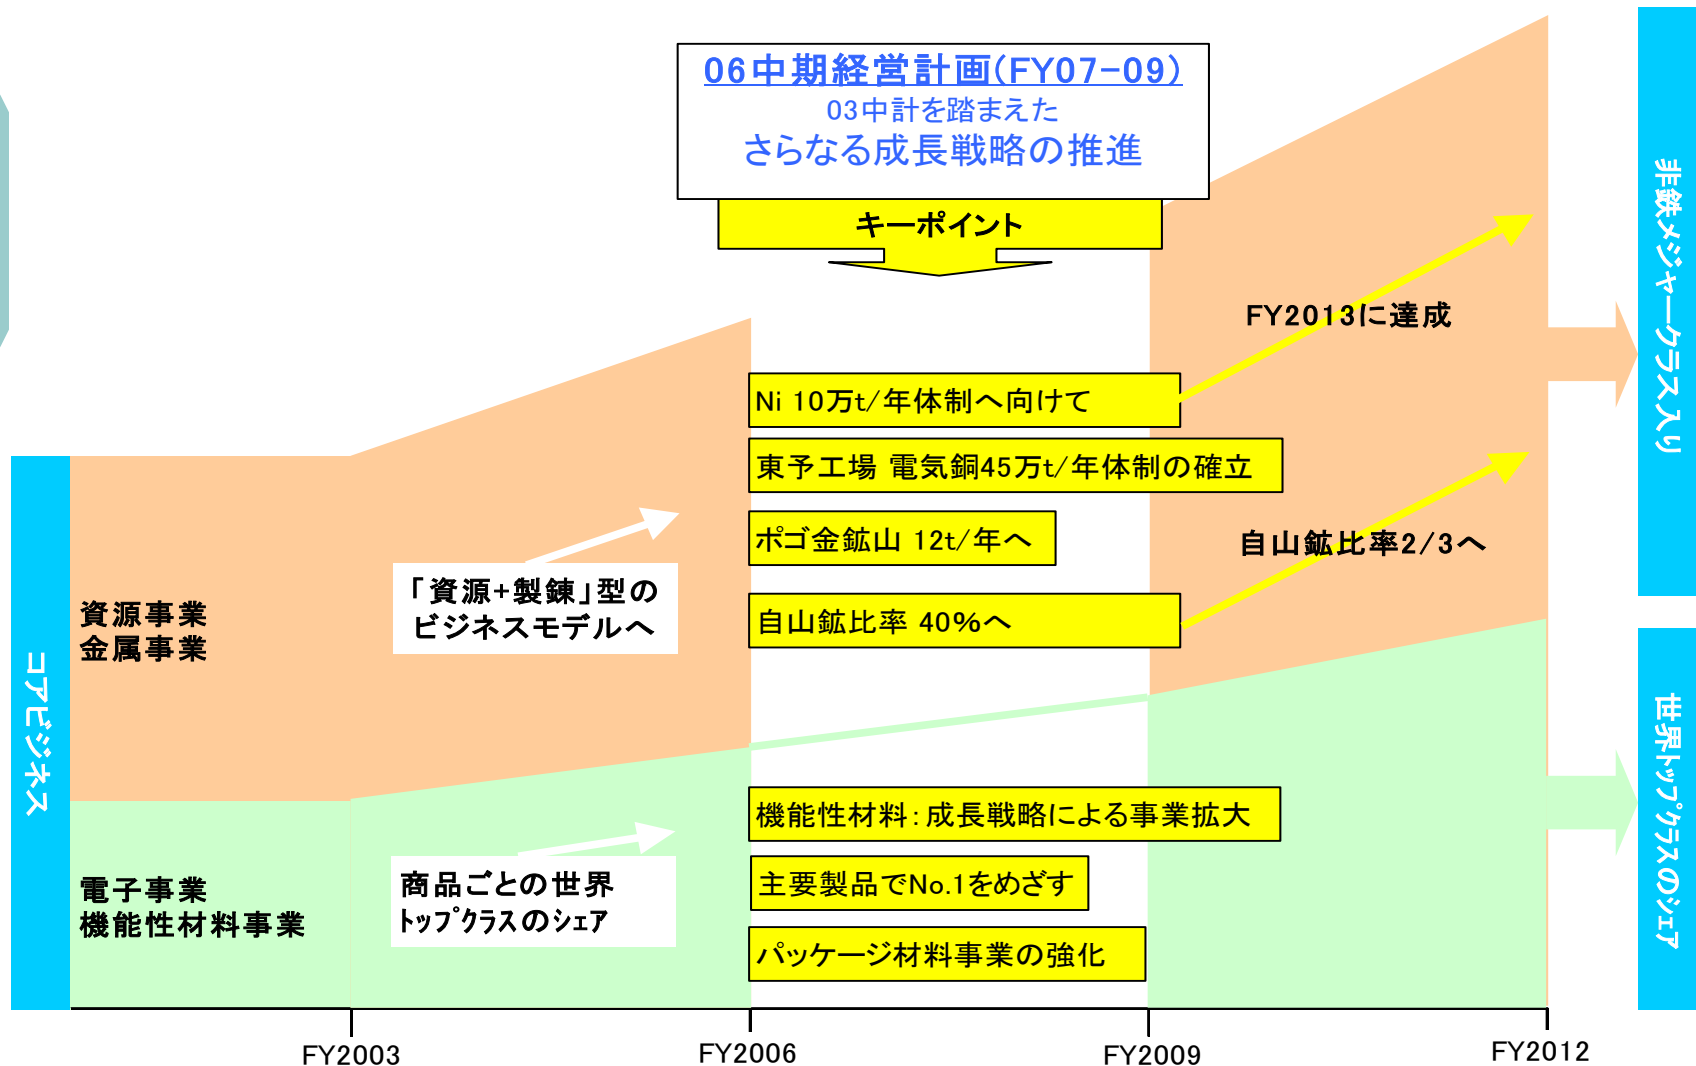 06中期経営計画(FY07-09)
03中計を踏まえた
さらなる成長戦略の推進
キーポイント
FY2013に達成
Ni 10万t/年体制へ向けて
東予工場 電気銅45万t/年体制の確立
ポゴ金鉱山 12t/年へ
自山鉱比率2/3へ
自山鉱比率 40%へ
「資源+製錬」型の
ビジネスモデルへ
資源事業
金属事業
コアビジネス
電子事業
機能性材料事業
商品ごとの世界
トップクラスのシェア
機能性材料:成長戦略による事業拡大
主要製品でNo.1をめざす
パッケージ材料事業の強化
非鉄メジャークラス入り
世界トップクラスのシェア
FY2003
FY2006
FY2009
FY2012